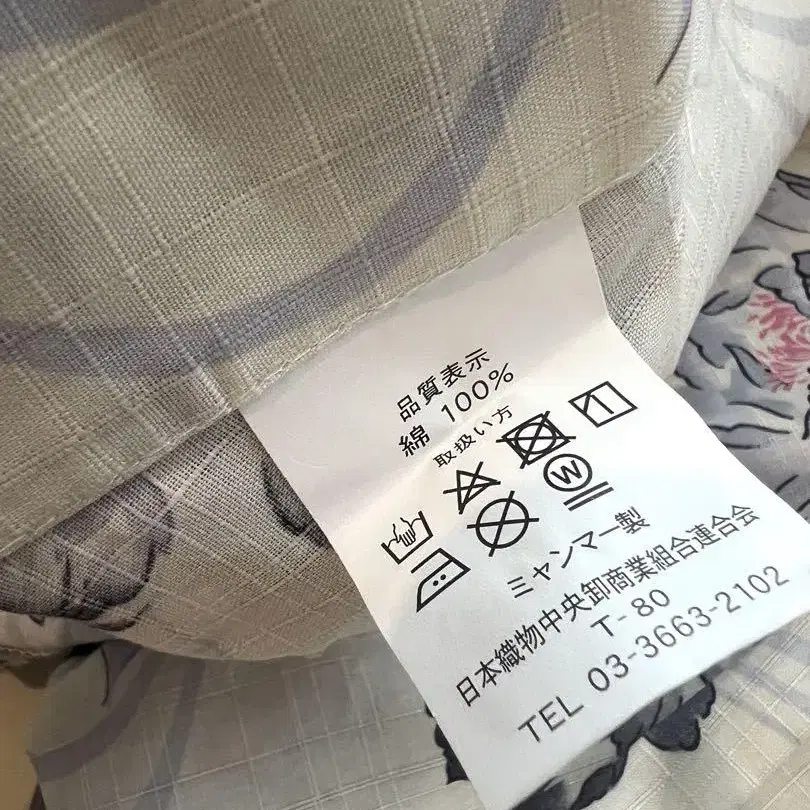 品質表示
綿 100%
取扱い方
W
ミャンマー製
日本織物中央卸商業組合連合会
T-80
TEL 03-3663-2102